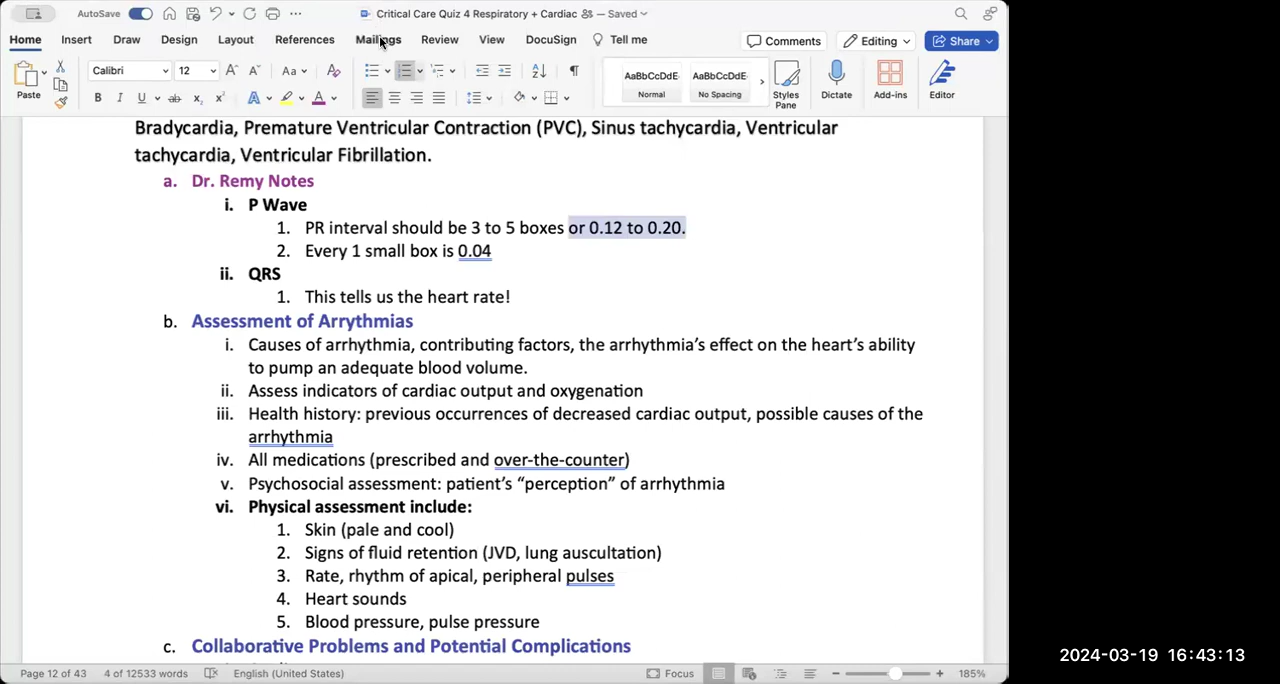 AutoSave
Critical Care Quiz 4 Respiratory + Cardiac — Saved
Home Insert Draw Design Layout References Mailings Review View DocuSign Tell me Comments Editing Share
Paste
Calibri 12
B I U ab x₂ x² A A
AaBbCcDdE AaBbCcDdE
Normal No Spacing
Styles Pane
Dictate
Add-ins
Editor
Bradycardia, Premature Ventricular Contraction (PVC), Sinus tachycardia, Ventricular
tachycardia, Ventricular Fibrillation.
a. Dr. Remy Notes
i. P Wave
1. PR interval should be 3 to 5 boxes or 0.12 to 0.20.
2. Every 1 small box is 0.04
ii. QRS
1. This tells us the heart rate!
b. Assessment of Arrythmias
i. Causes of arrhythmia, contributing factors, the arrhythmia’s effect on the heart’s ability
to pump an adequate blood volume.
ii. Assess indicators of cardiac output and oxygenation
iii. Health history: previous occurrences of decreased cardiac output, possible causes of the
arrhythmia
iv. All medications (prescribed and over-the-counter)
v. Psychosocial assessment: patient’s “perception” of arrhythmia
vi. Physical assessment include:
1. Skin (pale and cool)
2. Signs of fluid retention (JVD, lung auscultation)
3. Rate, rhythm of apical, peripheral pulses
4. Heart sounds
5. Blood pressure, pulse pressure
c. Collaborative Problems and Potential Complications
Page 12 of 43 4 of 12533 words English (United States) Focus 185%
2024-03-19 16:43:13